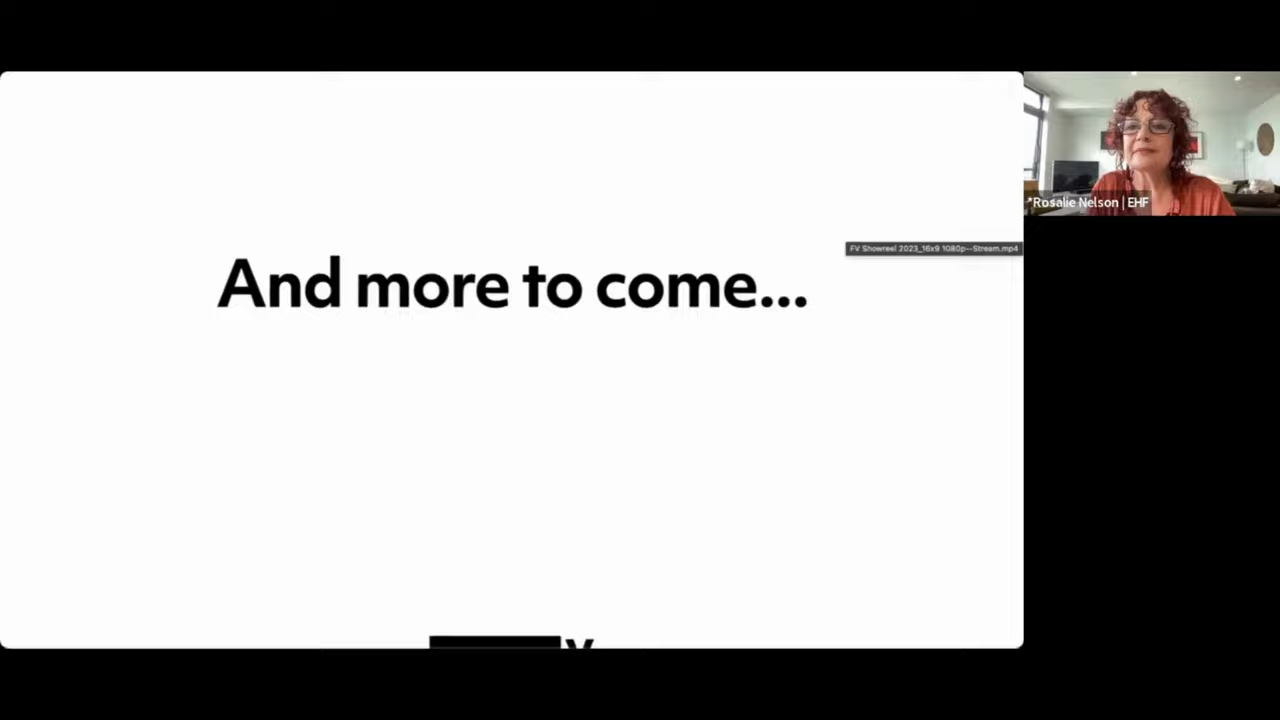 And more to come...
Rosalie Nelson | EHF
FV Showreel 2023_16x9 1080p--Stream.mp4